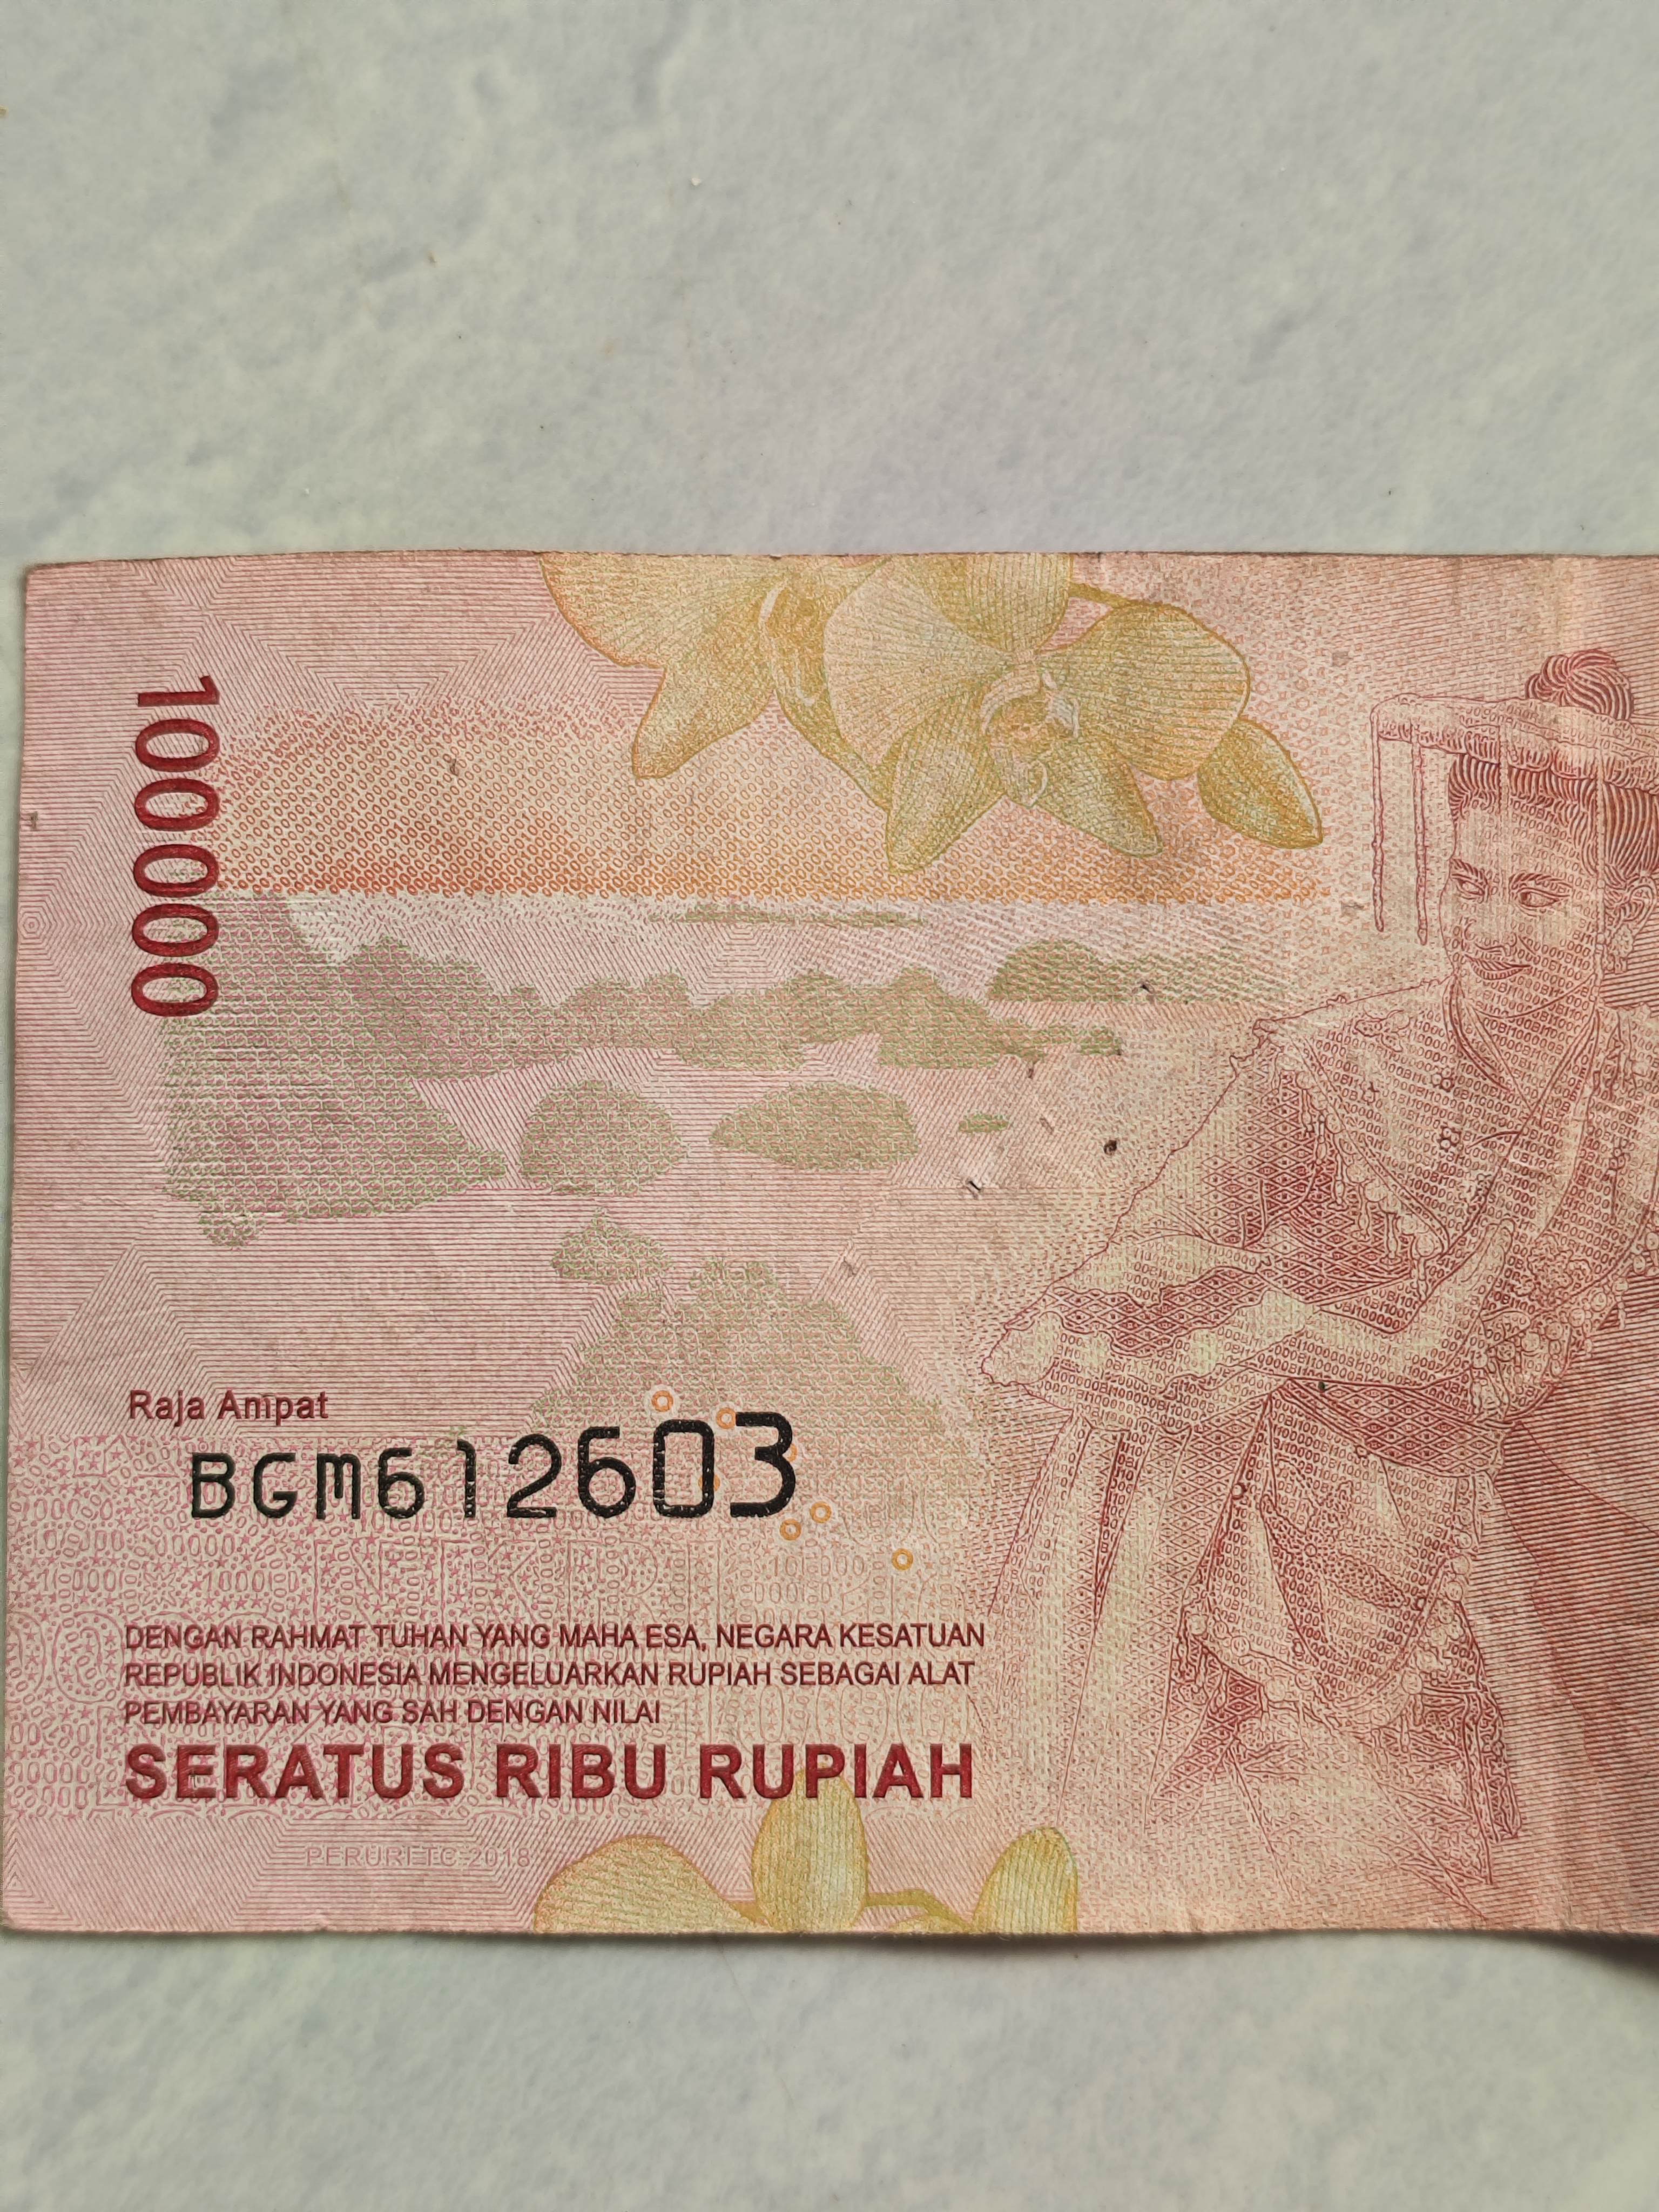 100000
Raja Ampat
BGM612603
DENGAN RAHMAT TUHAN YANG MAHA ESA, NEGARA KESATUAN
REPUBLIK INDONESIA MENGELUARKAN RUPIAH SEBAGAI ALAT
PEMBAYARAN YANG SAH DENGAN NILAI
SERATUS RIBU RUPIAH
PERURI TC 2018